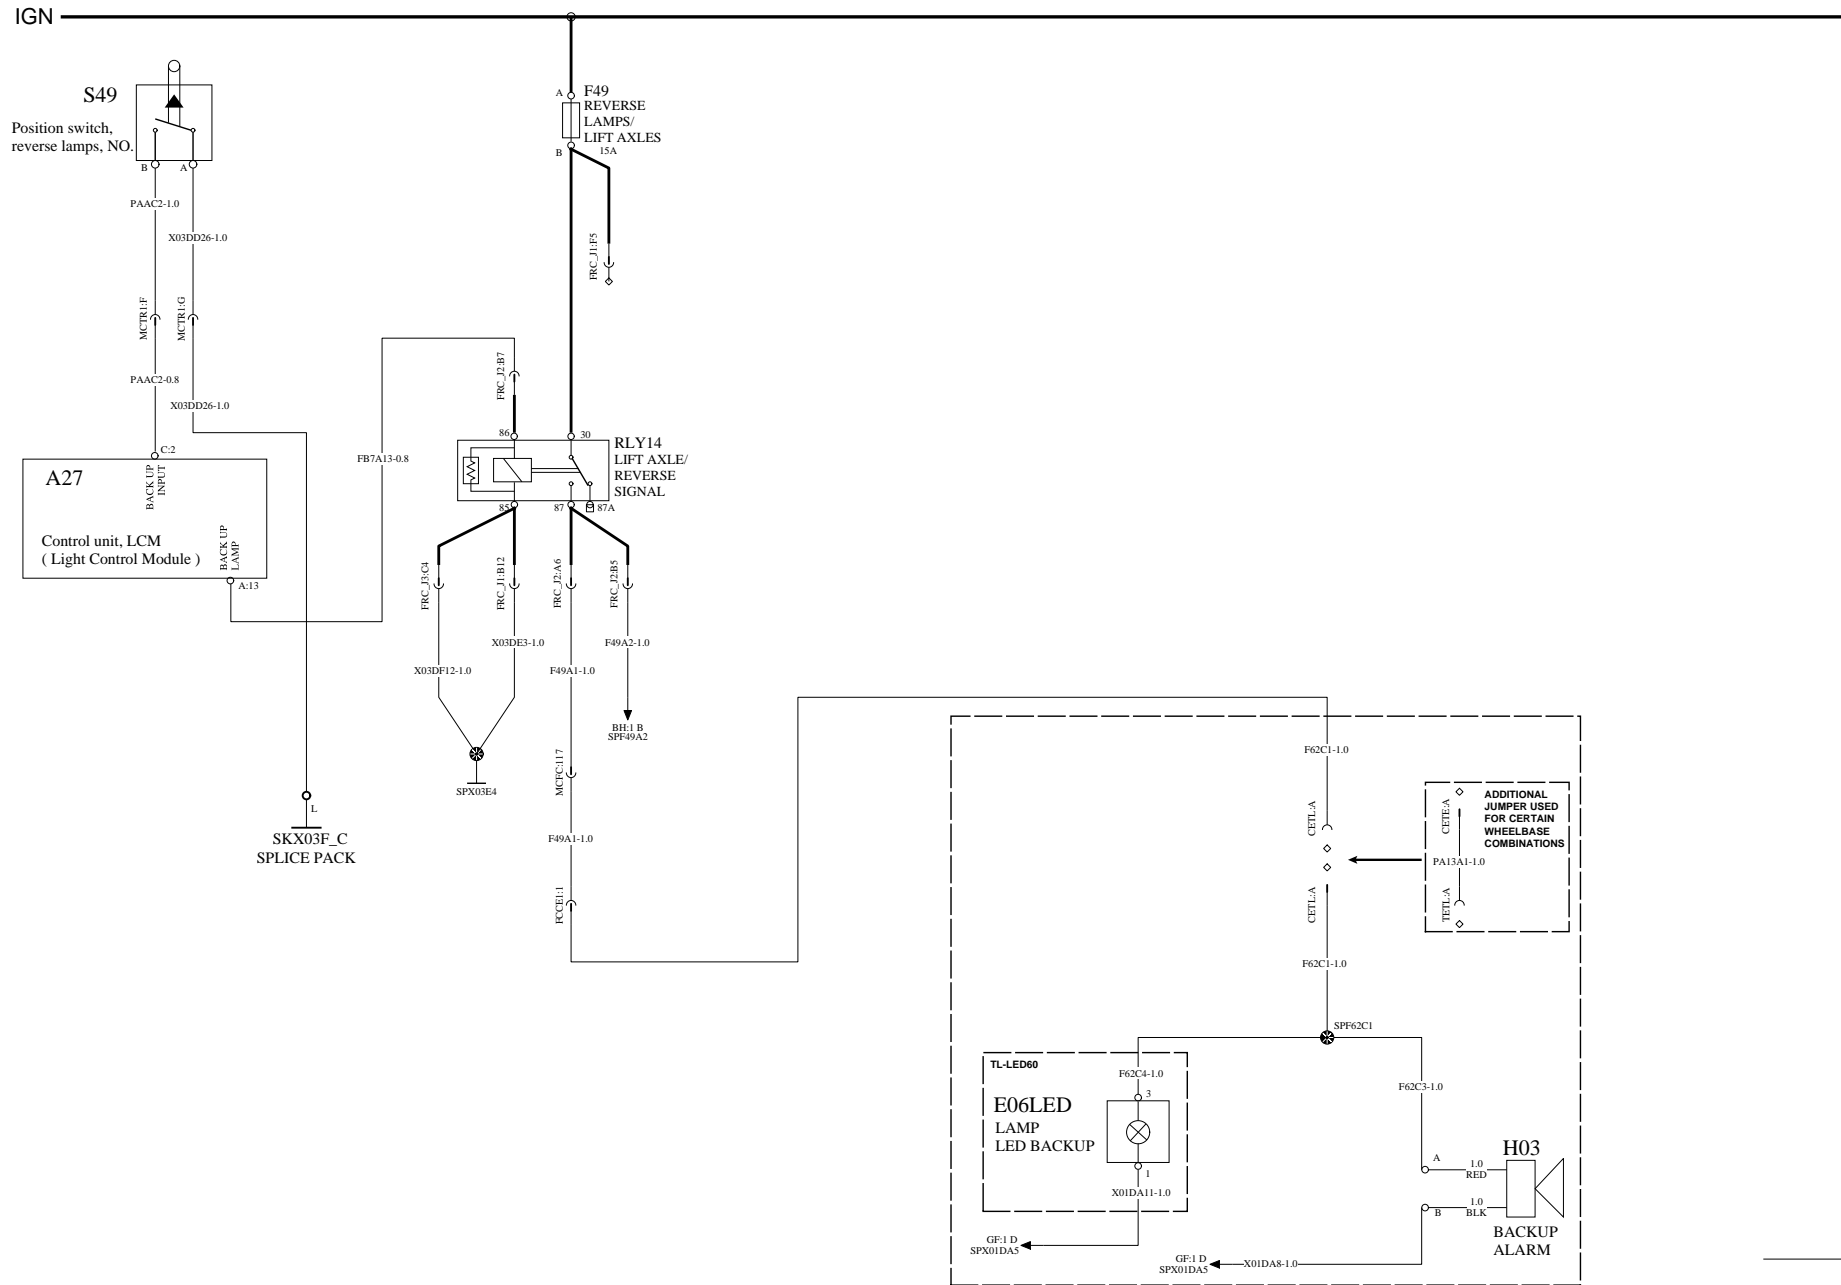 IGN
S49
Position switch,
reverse lamps, NO.
B
A
PAAC2-1.0
X03DD26-1.0
MCTR1:F
MCTR1:G
PAAC2-0.8
X03DD26-1.0
C:2
A27
BACK UP
INPUT
Control unit, LCM
( Light Control Module )
BACK UP
LAMP
A:13
L
SKX03F_C
SPLICE PACK
FB7A13-0.8
A
F49
REVERSE
LAMPS/
LIFT AXLES
B
15A
FRC_J1:F5
FRC_J2:B7
86
30
RLY14
LIFT AXLE/
REVERSE
SIGNAL
85
87
87A
FRC_J3:C4
FRC_J1:B12
FRC_J2:A6
FRC_J2:B5
X03DE3-1.0
F49A2-1.0
X03DF12-1.0
F49A1-1.0
BH:1 B
SPF49A2
SPX03E4
MCFC:117
F49A1-1.0
FCCE1:1
F62C1-1.0
CETL:A
CETL:A
F62C1-1.0
CETE:A
ADDITIONAL
JUMPER USED
FOR CERTAIN
WHEELBASE
COMBINATIONS
PA13A1-1.0
TETL:A
SPF62C1
TL-LED60
F62C4-1.0
3
E06LED
LAMP
LED BACKUP
1
X01DA11-1.0
GF:1 D
SPX01DA5
F62C3-1.0
A
1.0
RED
H03
B
1.0
BLK
BACKUP
ALARM
GF:1 D
SPX01DA5
X01DA8-1.0